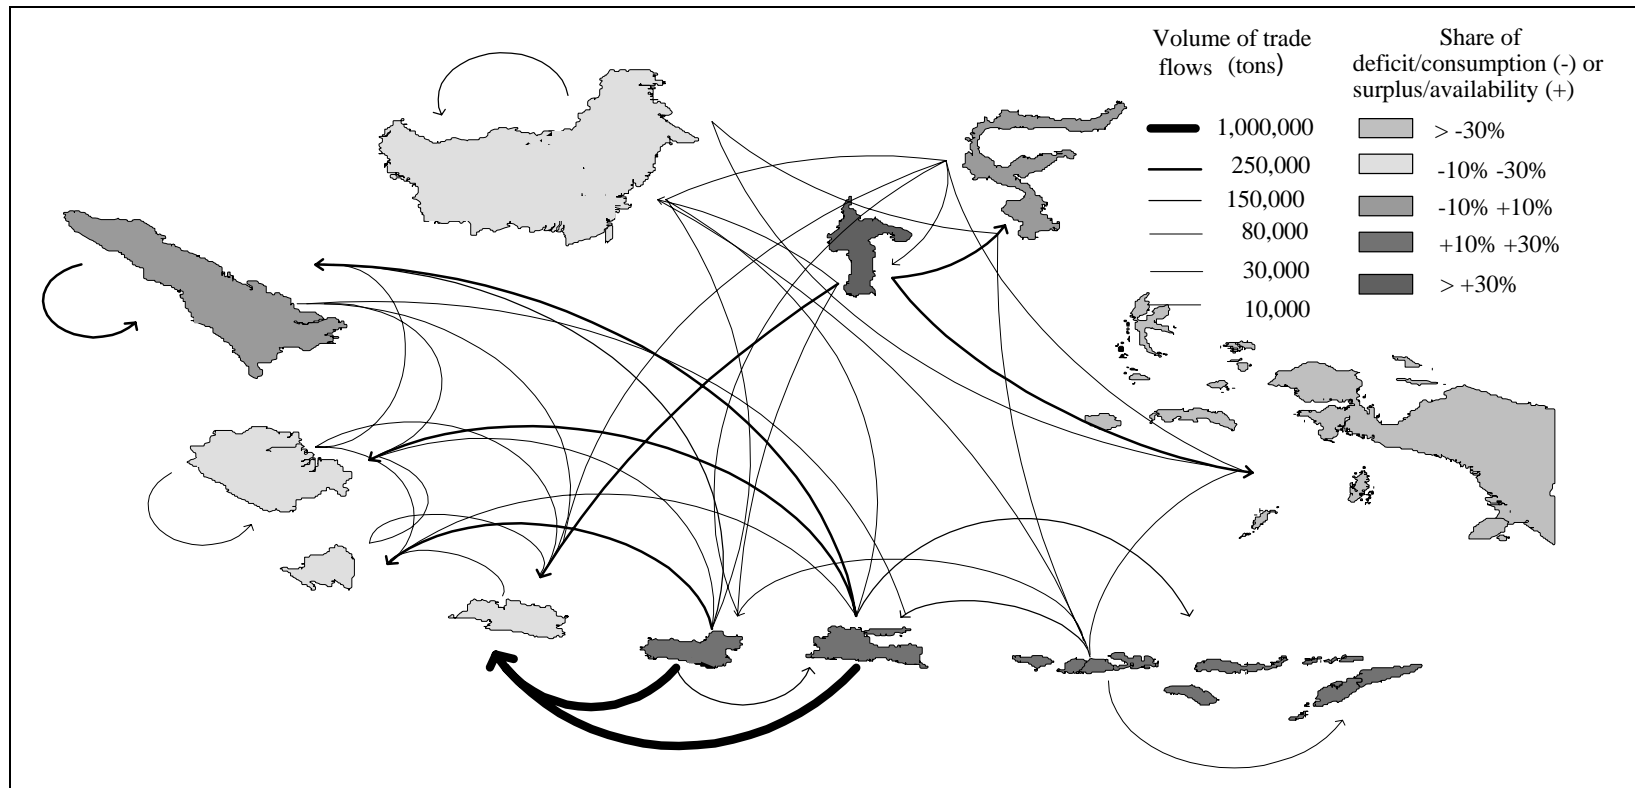 Volume of trade
flows (tons)
1,000,000
250,000
150,000
80,000
30,000
10,000
Share of
deficit/consumption (-) or
surplus/availability (+)
> -30%
-10% -30%
-10% +10%
+10% +30%
> +30%